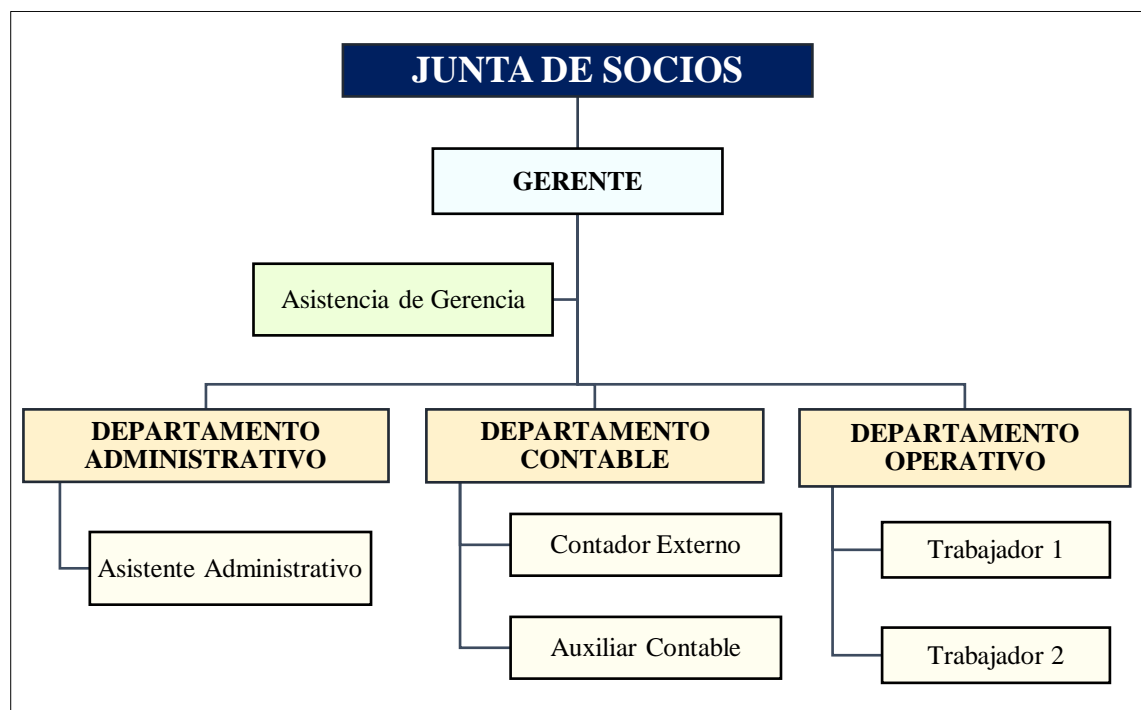 JUNTA DE SOCIOS
GERENTE
Asistencia de Gerencia
DEPARTAMENTO
ADMINISTRATIVO
Asistente Administrativo
DEPARTAMENTO
CONTABLE
Contador Externo
Auxiliar Contable
DEPARTAMENTO
OPERATIVO
Trabajador 1
Trabajador 2